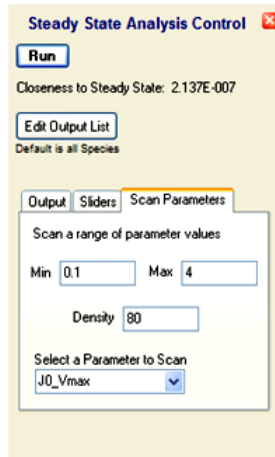 Steady State Analysis Control
Run
Closeness to Steady State: 2.137E-007
Edit Output List
Default is all Species
Output Sliders Scan Parameters
Scan a range of parameter values
Min 0.1 Max 4
Density 80
Select a Parameter to Scan
J0_Vmax